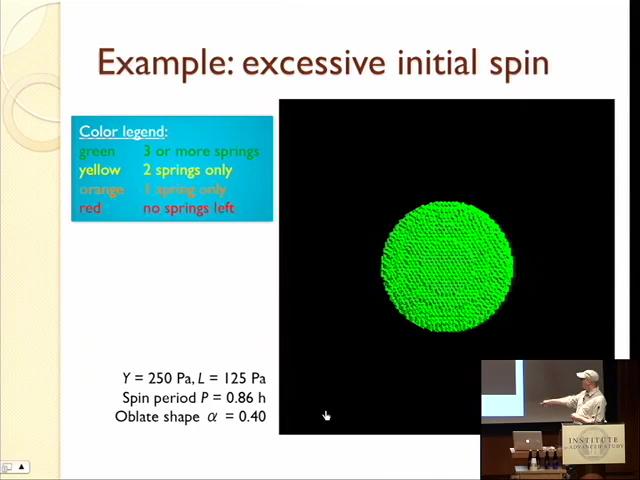 Example: excessive initial spin
Color legend:
green 3 or more springs
yellow 2 springs only
orange 1 spring only
red no springs left
Y = 250 Pa, L = 125 Pa
Spin period P = 0.86 h
Oblate shape α = 0.40
INSTITUTE
ADVANCED STUDY